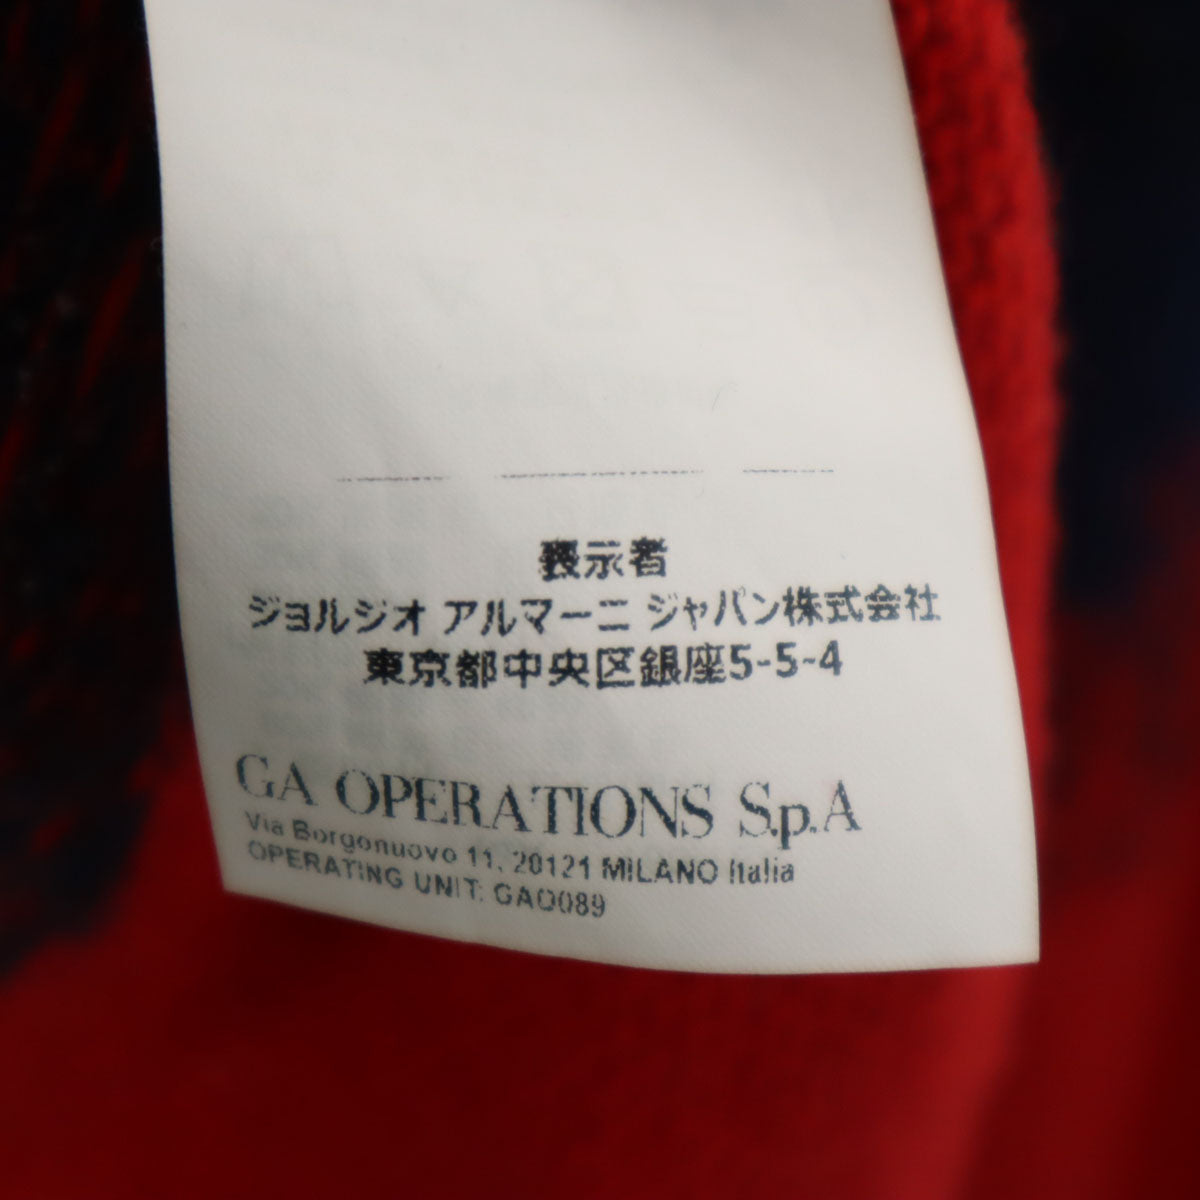 表示者
ジョルジオ アルマーニ ジャパン株式会社
東京都中央区銀座5-5-4
GA OPERATIONS S.p.A
Via Borgonuovo 11, 20121 MILANO Italia
OPERATING UNIT: GAO089